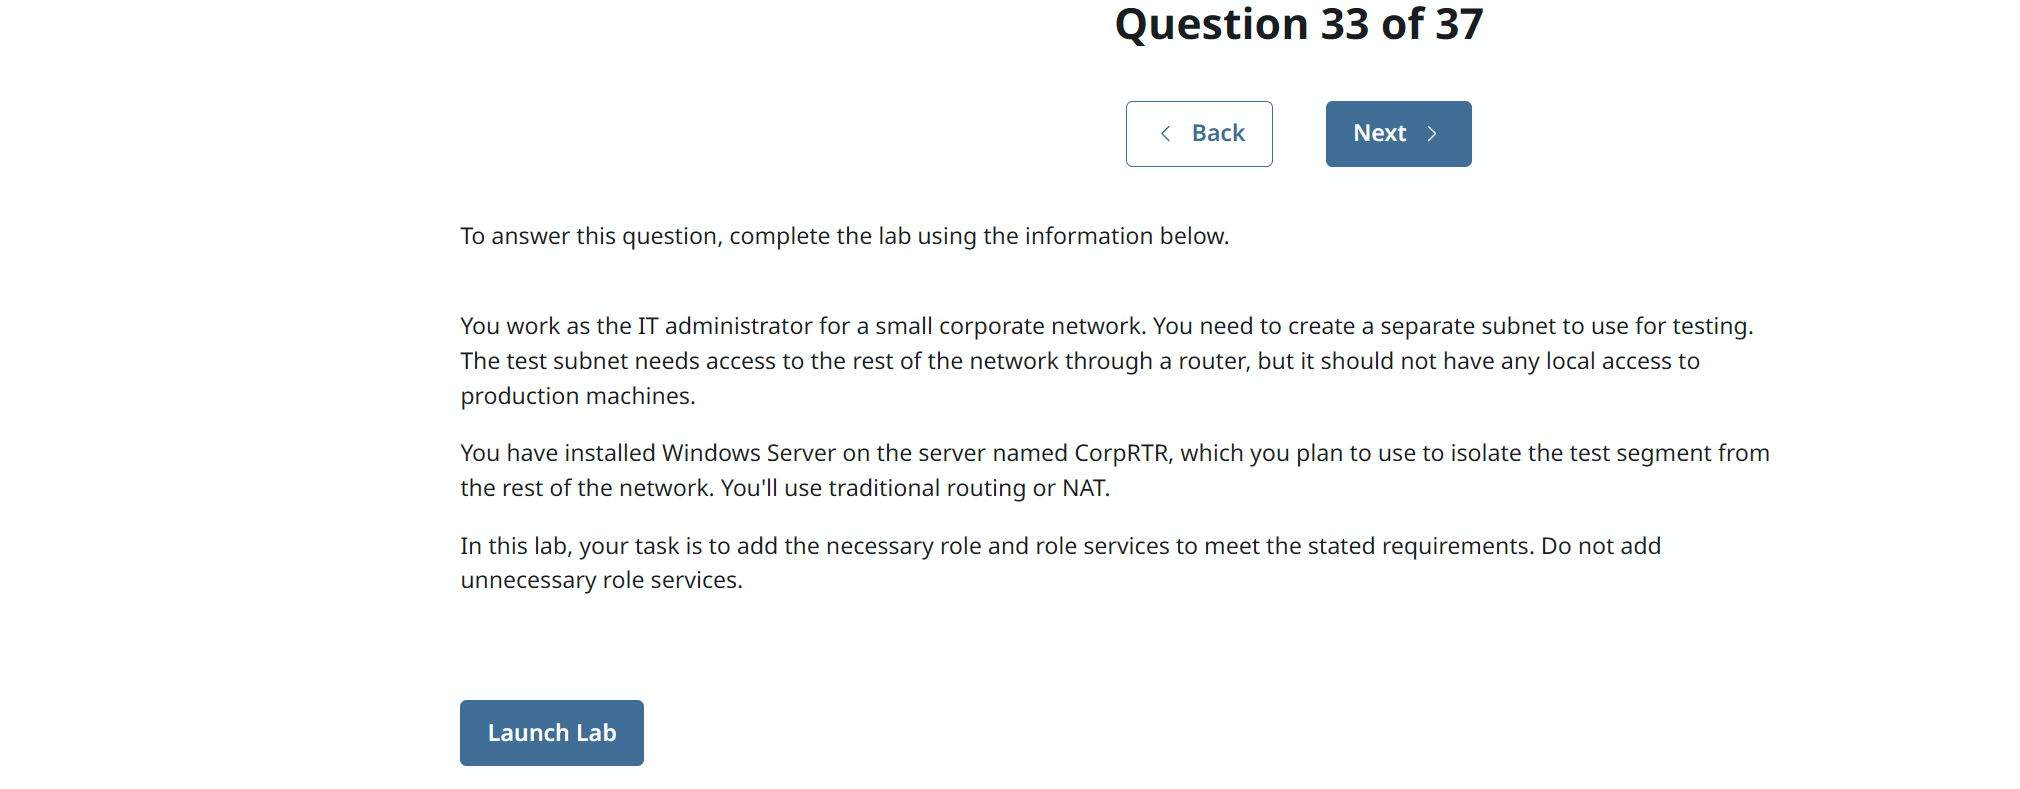 Question 33 of 37
Back
Next
To answer this question, complete the lab using the information below.
You work as the IT administrator for a small corporate network. You need to create a separate subnet to use for testing.
The test subnet needs access to the rest of the network through a router, but it should not have any local access to
production machines.
You have installed Windows Server on the server named CorpRTR, which you plan to use to isolate the test segment from
the rest of the network. You'll use traditional routing or NAT.
In this lab, your task is to add the necessary role and role services to meet the stated requirements. Do not add
unnecessary role services.
Launch Lab